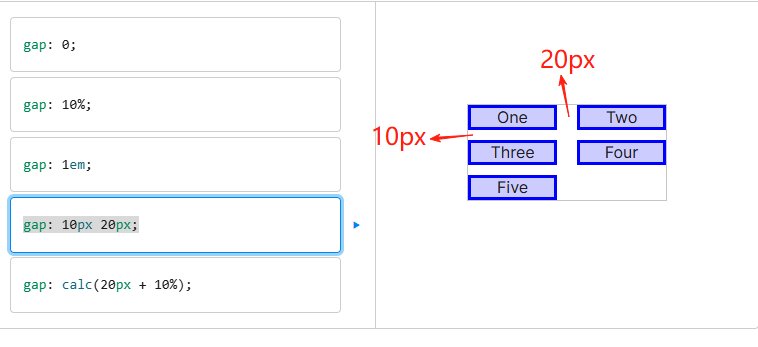 gap: 0;
gap: 10%;
gap: 1em;
gap: 10px 20px;
gap: calc(20px + 10%);
20px
10px
One Two
Three Four
Five